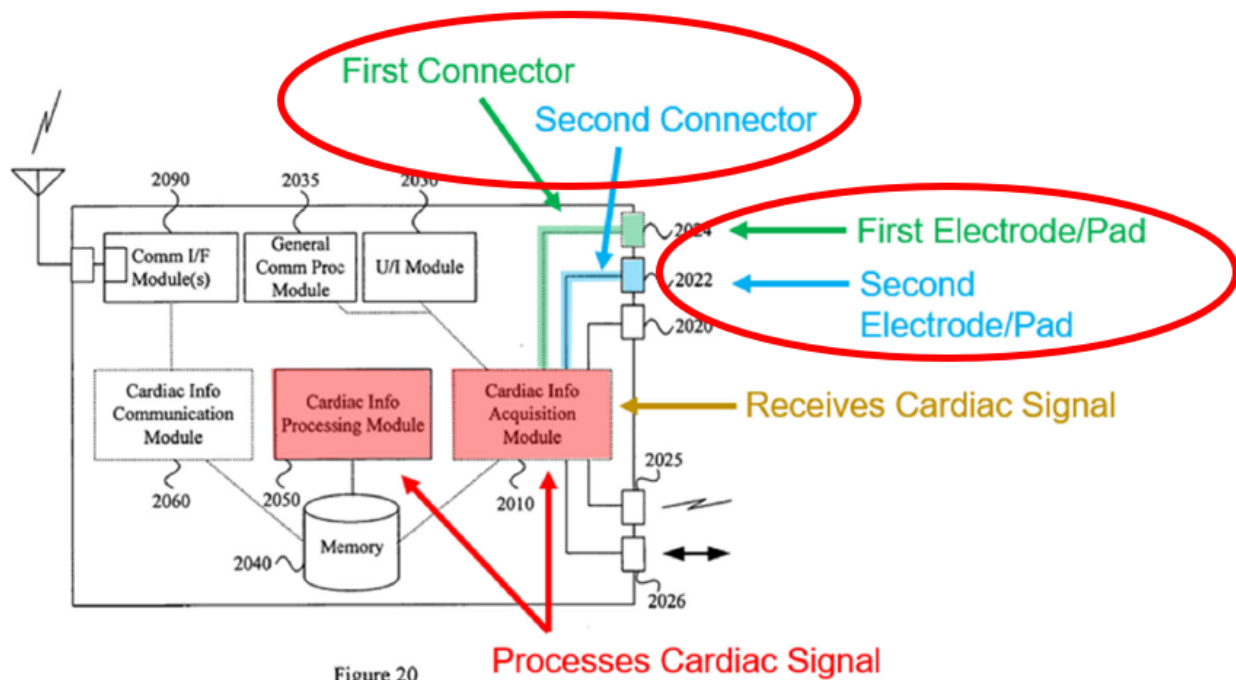 First Connector
Second Connector
2090
2035
2030
2024
First Electrode/Pad
Comm I/F
Module(s)
General
Comm Proc
Module
U/I Module
2022
Second
Electrode/Pad
2020
Cardiac Info
Communication
Module
Cardiac Info
Processing Module
Cardiac Info
Acquisition
Module
Receives Cardiac Signal
2025
2060
2050
2010
Memory
2040
2026
Processes Cardiac Signal
Figure 20